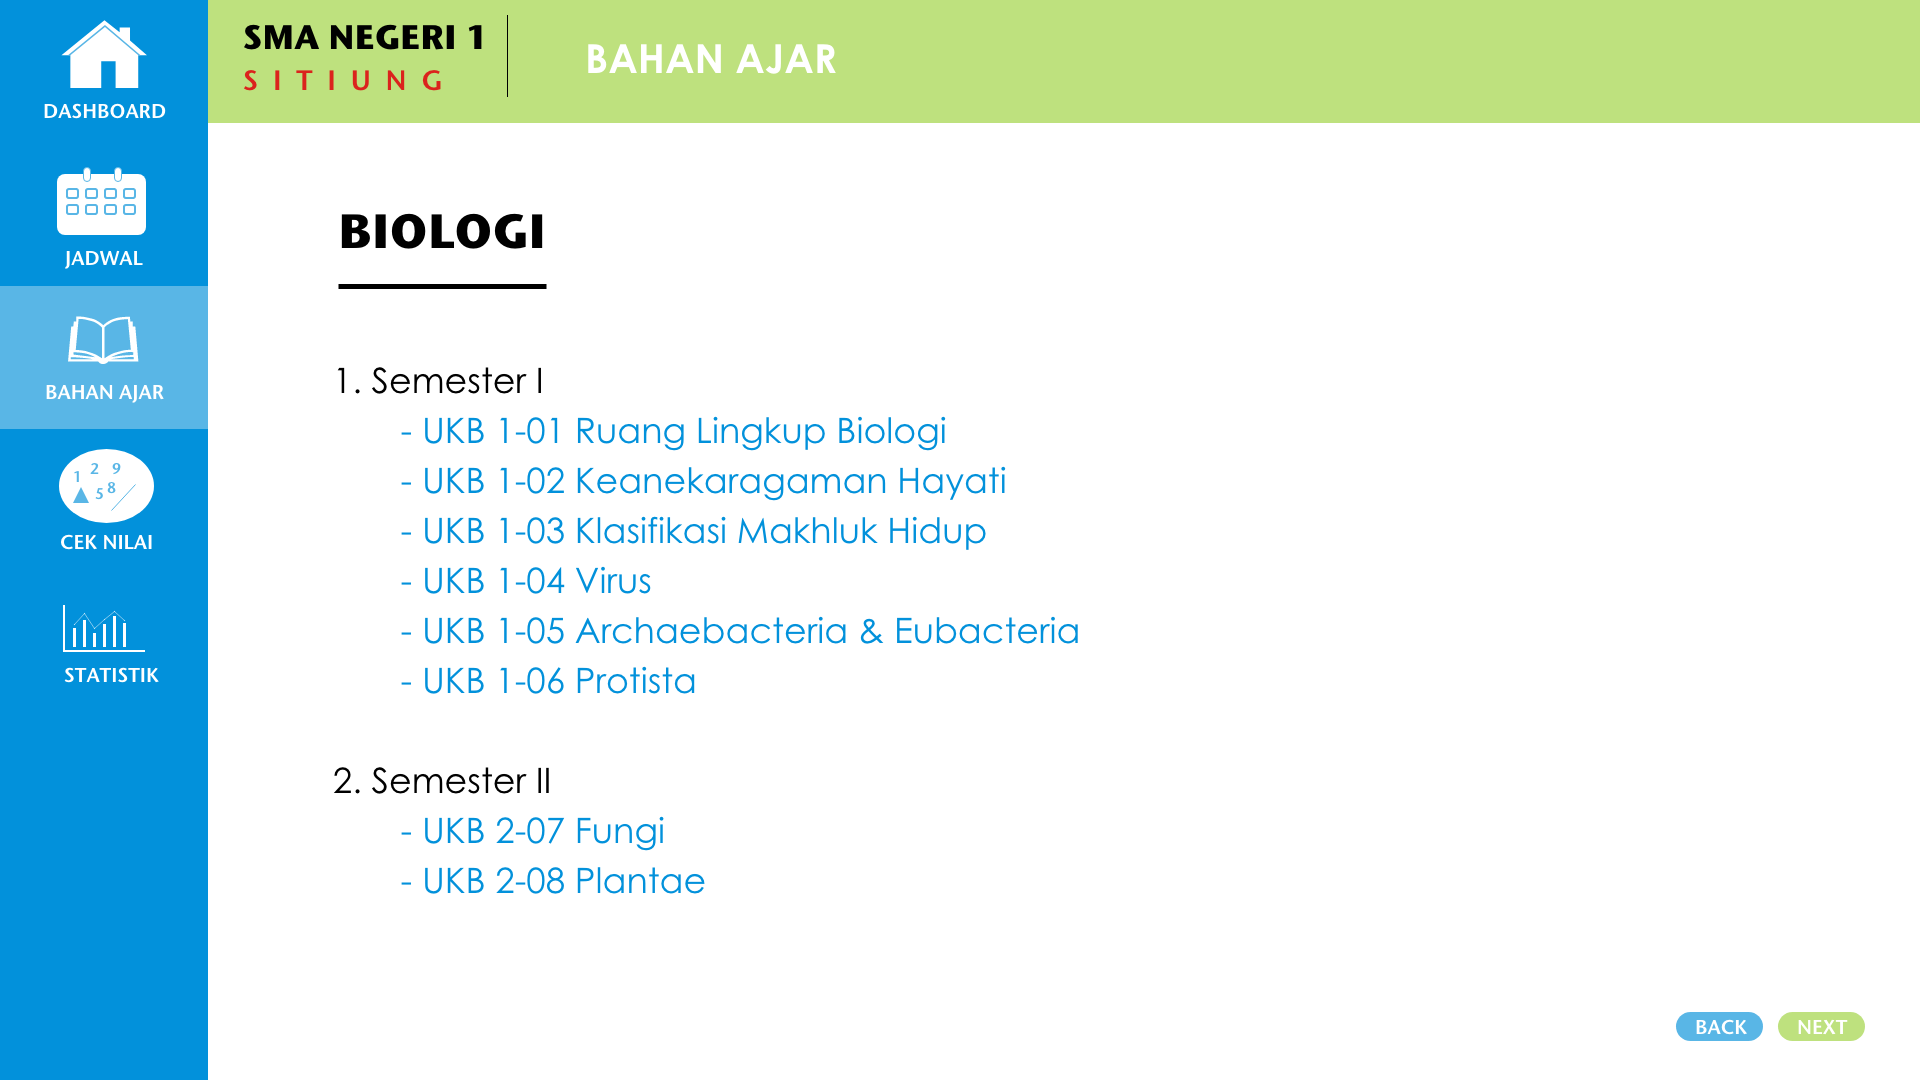 SMA NEGERI 1
SITIUNG
BAHAN AJAR
DASHBOARD
JADWAL
BAHAN AJAR
1 2 9
5 8
CEK NILAI
STATISTIK
BIOLOGI
1. Semester I
- UKB 1-01 Ruang Lingkup Biologi
- UKB 1-02 Keanekaragaman Hayati
- UKB 1-03 Klasifikasi Makhluk Hidup
- UKB 1-04 Virus
- UKB 1-05 Archaebacteria & Eubacteria
- UKB 1-06 Protista
2. Semester II
- UKB 2-07 Fungi
- UKB 2-08 Plantae
BACK
NEXT